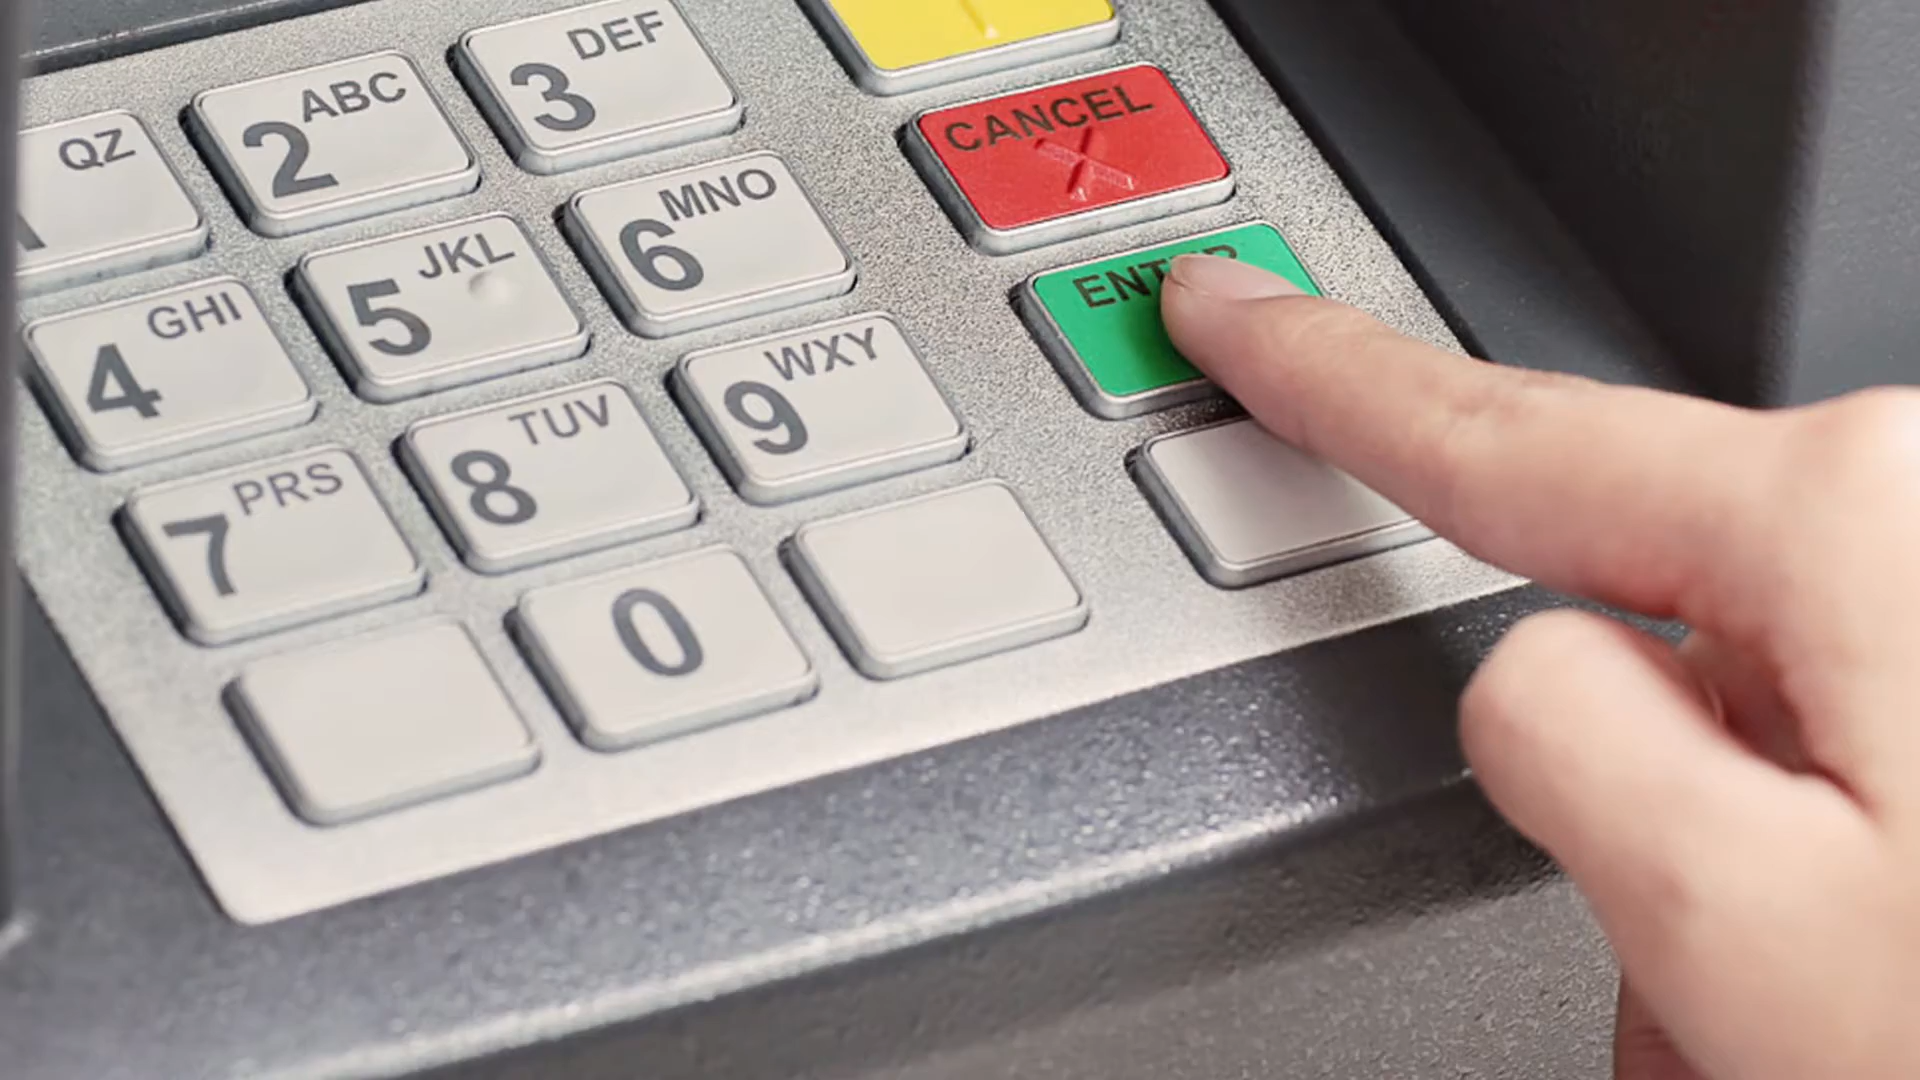 QZ
2 ABC
3 DEF
CANCEL
4 GHI
5 JKL
6 MNO
ENTER
7 PRS
8 TUV
9 WXY
0